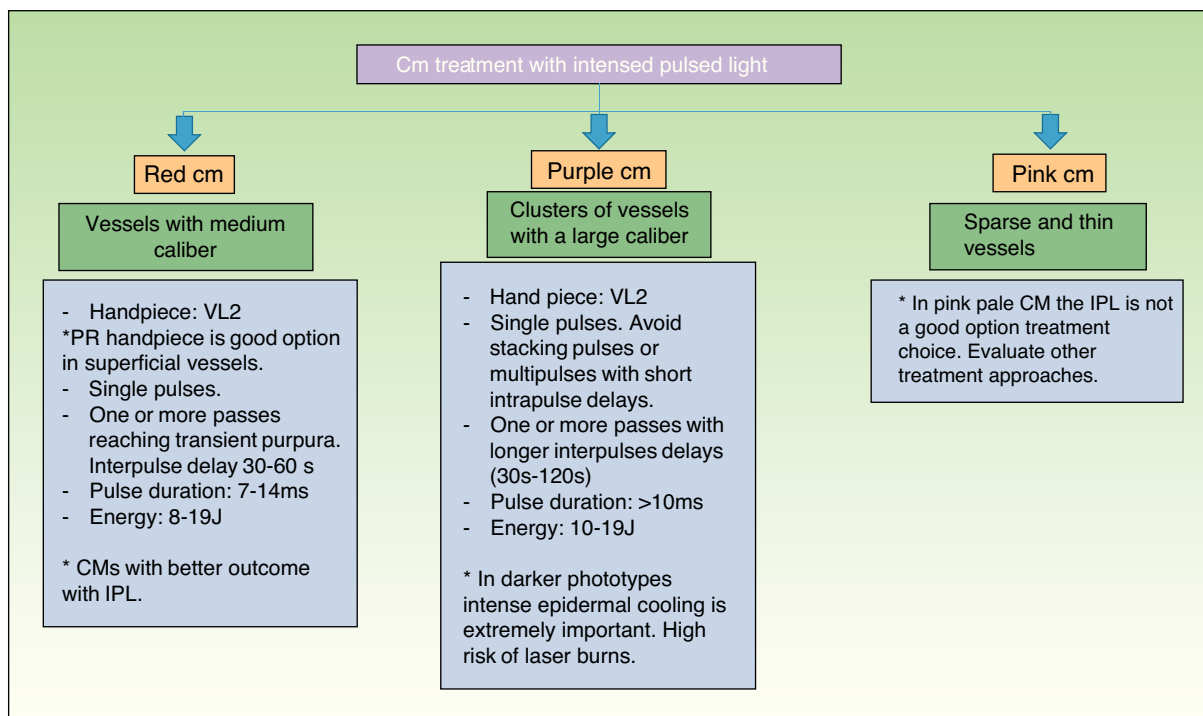 Cm treatment with intensed pulsed light
Red cm
Vessels with medium
caliber
- Handpiece: VL2
*PR handpiece is good option
in superficial vessels.
- Single pulses.
- One or more passes
reaching transient purpura.
Interpulse delay 30-60 s
- Pulse duration: 7-14ms
- Energy: 8-19J
* CMs with better outcome
with IPL.
Purple cm
Clusters of vessels
with a large caliber
- Hand piece: VL2
- Single pulses. Avoid
stacking pulses or
multipulses with short
intrapulse delays.
- One or more passes with
longer interpulses delays
(30s-120s)
- Pulse duration: >10ms
- Energy: 10-19J
* In darker phototypes
intense epidermal cooling is
extremely important. High
risk of laser burns.
Pink cm
Sparse and thin
vessels
* In pink pale CM the IPL is not
a good option treatment
choice. Evaluate other
treatment approaches.